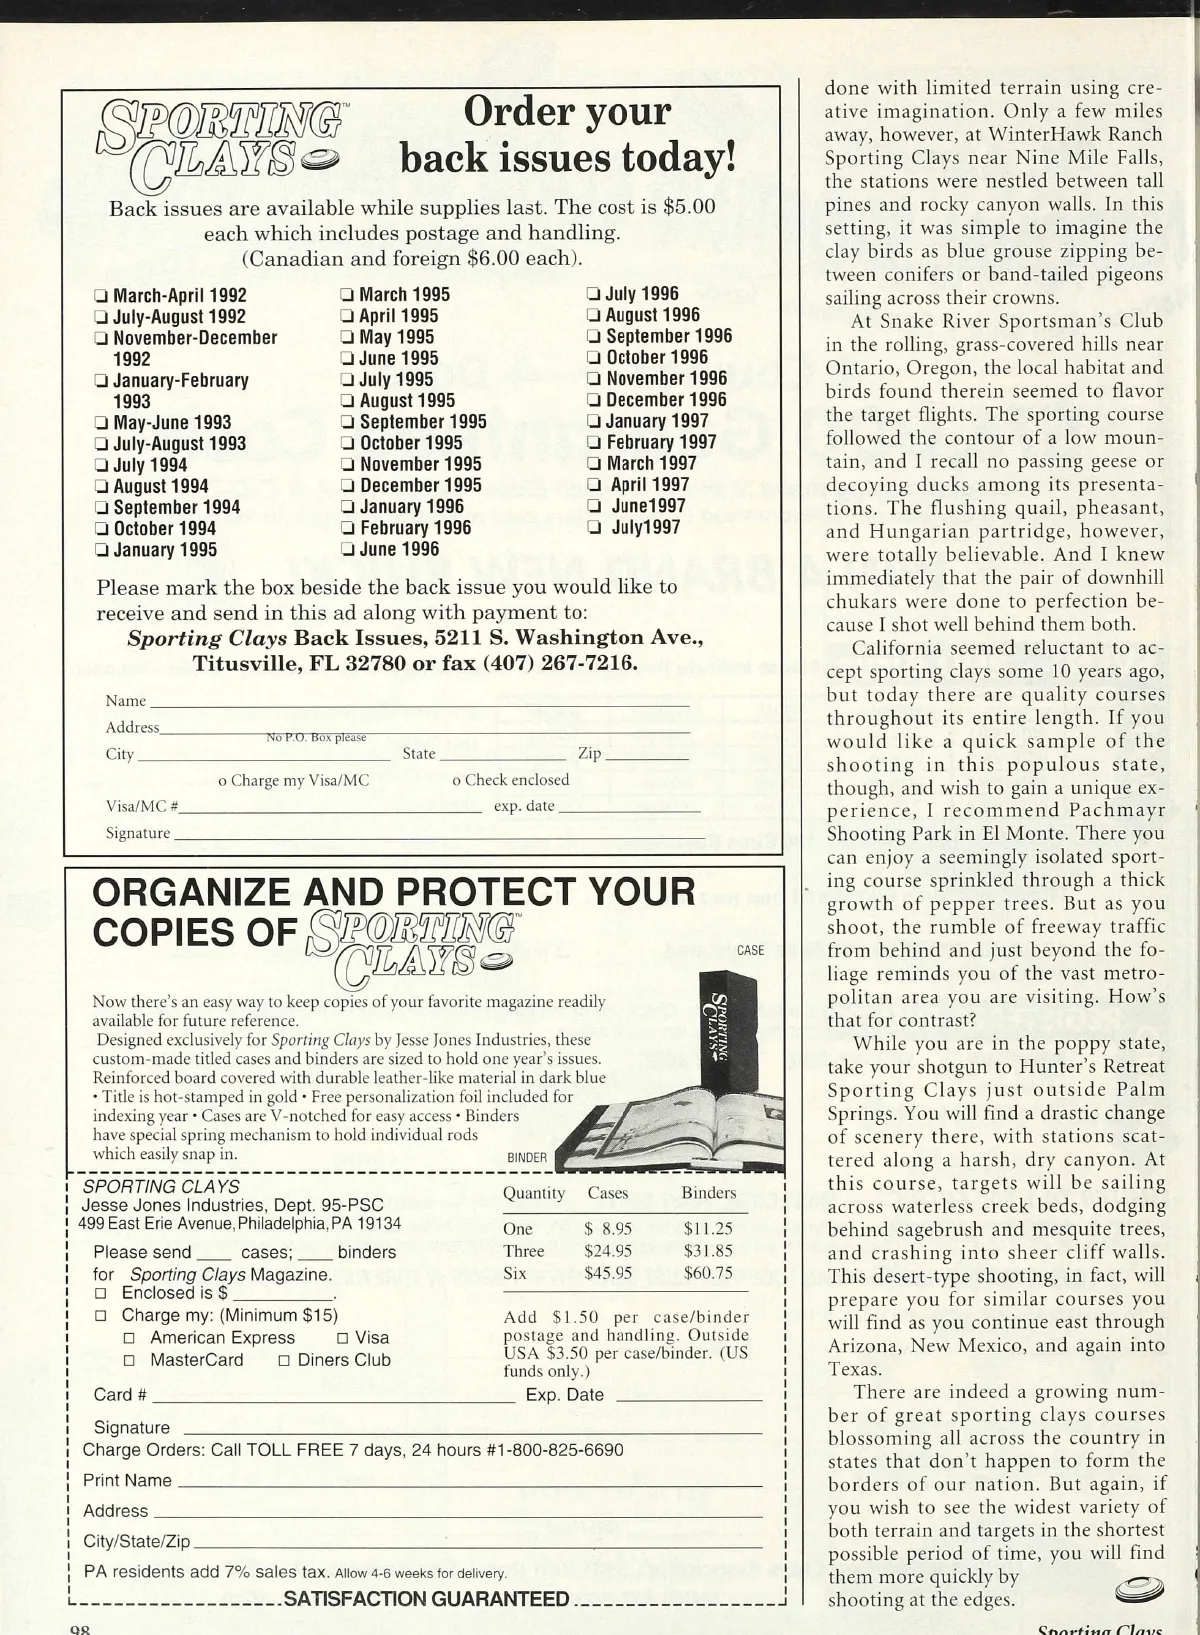 SPORTING CLAYS™
Order your
back issues today!
Back issues are available while supplies last. The cost is $5.00
each which includes postage and handling.
(Canadian and foreign $6.00 each).
❏ March-April 1992
❏ July-August 1992
❏ November-December
1992
❏ January-February
1993
❏ May-June 1993
❏ July-August 1993
❏ July 1994
❏ August 1994
❏ September 1994
❏ October 1994
❏ January 1995
❏ March 1995
❏ April 1995
❏ May 1995
❏ June 1995
❏ July 1995
❏ August 1995
❏ September 1995
❏ October 1995
❏ November 1995
❏ December 1995
❏ January 1996
❏ February 1996
❏ June 1996
❏ July 1996
❏ August 1996
❏ September 1996
❏ October 1996
❏ November 1996
❏ December 1996
❏ January 1997
❏ February 1997
❏ March 1997
❏ April 1997
❏ June1997
❏ July1997
Please mark the box beside the back issue you would like to
receive and send in this ad along with payment to:
Sporting Clays Back Issues, 5211 S. Washington Ave.,
Titusville, FL 32780 or fax (407) 267-7216.
Name
Address
No P.O. Box please
City State Zip
o Charge my Visa/MC o Check enclosed
Visa/MC # exp. date
Signature
ORGANIZE AND PROTECT YOUR
COPIES OF SPORTING CLAYS™
CASE
SPORTING CLAYS
Now there's an easy way to keep copies of your favorite magazine readily
available for future reference.
Designed exclusively for Sporting Clays by Jesse Jones Industries, these
custom-made titled cases and binders are sized to hold one year's issues.
Reinforced board covered with durable leather-like material in dark blue
• Title is hot-stamped in gold • Free personalization foil included for
indexing year • Cases are V-notched for easy access • Binders
have special spring mechanism to hold individual rods
which easily snap in.
BINDER
SPORTING CLAYS
Jesse Jones Industries, Dept. 95-PSC
499 East Erie Avenue, Philadelphia, PA 19134
Please send ___ cases; ____ binders
for Sporting Clays Magazine.
□ Enclosed is $ __________.
□ Charge my: (Minimum $15)
□ American Express □ Visa
□ MasterCard □ Diners Club
Quantity Cases Binders
One $ 8.95 $11.25
Three $24.95 $31.85
Six $45.95 $60.75
Add $1.50 per case/binder
postage and handling. Outside
USA $3.50 per case/binder. (US
funds only.)
Card # Exp. Date
Signature
Charge Orders: Call TOLL FREE 7 days, 24 hours #1-800-825-6690
Print Name
Address
City/State/Zip
PA residents add 7% sales tax. Allow 4-6 weeks for delivery.
SATISFACTION GUARANTEED
done with limited terrain using cre-
ative imagination. Only a few miles
away, however, at WinterHawk Ranch
Sporting Clays near Nine Mile Falls,
the stations were nestled between tall
pines and rocky canyon walls. In this
setting, it was simple to imagine the
clay birds as blue grouse zipping be-
tween conifers or band-tailed pigeons
sailing across their crowns.
At Snake River Sportsman's Club
in the rolling, grass-covered hills near
Ontario, Oregon, the local habitat and
birds found therein seemed to flavor
the target flights. The sporting course
followed the contour of a low moun-
tain, and I recall no passing geese or
decoying ducks among its presenta-
tions. The flushing quail, pheasant,
and Hungarian partridge, however,
were totally believable. And I knew
immediately that the pair of downhill
chukars were done to perfection be-
cause I shot well behind them both.
California seemed reluctant to ac-
cept sporting clays some 10 years ago,
but today there are quality courses
throughout its entire length. If you
would like a quick sample of the
shooting in this populous state,
though, and wish to gain a unique ex-
perience, I recommend Pachmayr
Shooting Park in El Monte. There you
can enjoy a seemingly isolated sport-
ing course sprinkled through a thick
growth of pepper trees. But as you
shoot, the rumble of freeway traffic
from behind and just beyond the fo-
liage reminds you of the vast metro-
politan area you are visiting. How's
that for contrast?
While you are in the poppy state,
take your shotgun to Hunter's Retreat
Sporting Clays just outside Palm
Springs. You will find a drastic change
of scenery there, with stations scat-
tered along a harsh, dry canyon. At
this course, targets will be sailing
across waterless creek beds, dodging
behind sagebrush and mesquite trees,
and crashing into sheer cliff walls.
This desert-type shooting, in fact, will
prepare you for similar courses you
will find as you continue east through
Arizona, New Mexico, and again into
Texas.
There are indeed a growing num-
ber of great sporting clays courses
blossoming all across the country in
states that don't happen to form the
borders of our nation. But again, if
you wish to see the widest variety of
both terrain and targets in the shortest
possible period of time, you will find
them more quickly by
shooting at the edges.
98
Sporting Clays